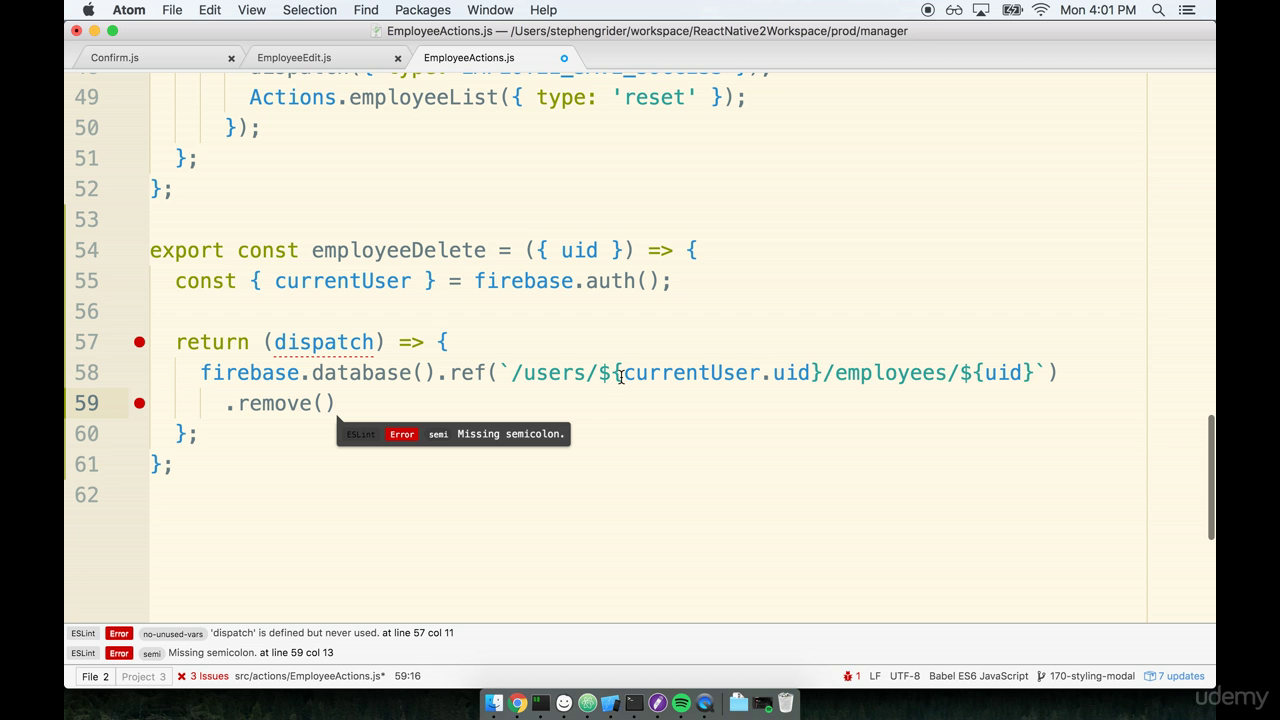 Atom File Edit View Selection Find Packages Window Help Mon 4:01 PM
EmployeeActions.js — /Users/stephengrider/workspace/ReactNative2Workspace/prod/manager
Confirm.js EmployeeEdit.js EmployeeActions.js
49 Actions.employeeList({ type: 'reset' });
50 });
51 };
52 };
53
54 export const employeeDelete = ({ uid }) => {
55 const { currentUser } = firebase.auth();
56
57 return (dispatch) => {
58 firebase.database().ref(`/users/${currentUser.uid}/employees/${uid}`)
59 .remove()
ESLint Error semi Missing semicolon.
60 };
61 };
62
ESLint Error no-unused-vars 'dispatch' is defined but never used. at line 57 col 11
ESLint Error semi Missing semicolon. at line 59 col 13
File 2 Project 3 3 Issues src/actions/EmployeeActions.js* 59:16 1 LF UTF-8 Babel ES6 JavaScript 170-styling-modal 7 updates
udemy